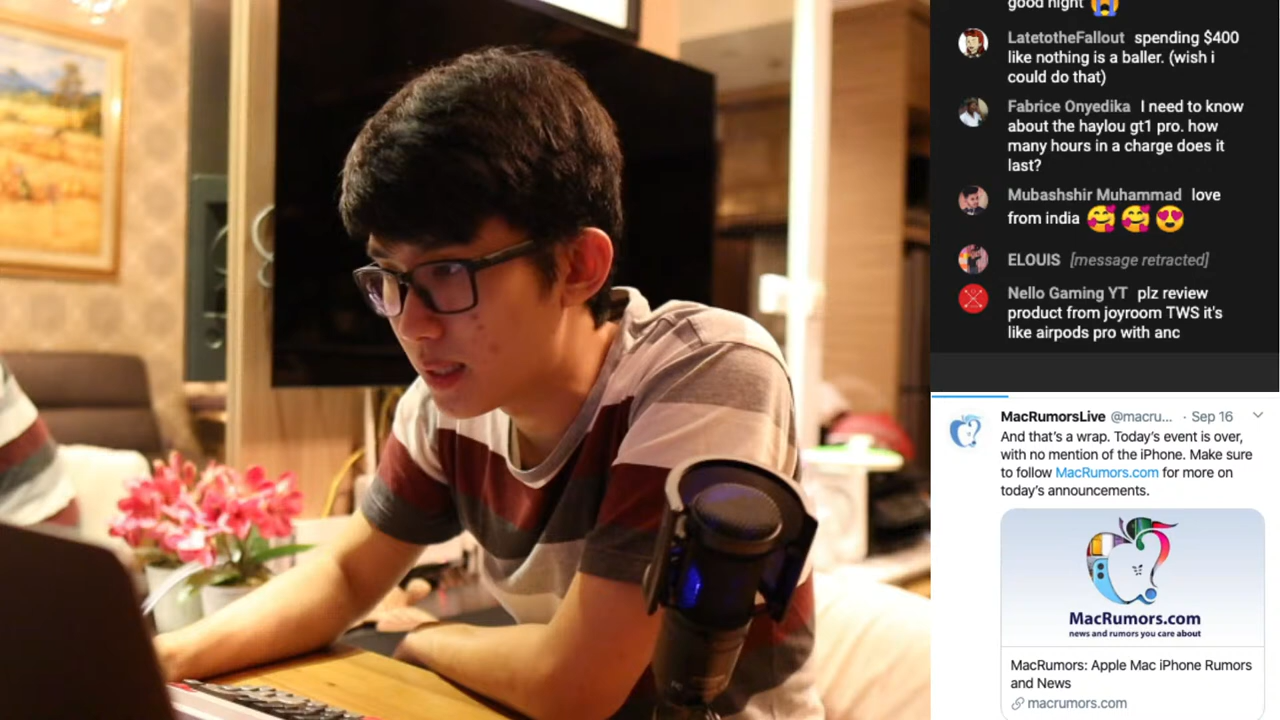 good night 😭
LatetotheFallout spending $400
like nothing is a baller. (wish i
could do that)
Fabrice Onyedika I need to know
about the haylou gt1 pro. how
many hours in a charge does it
last?
Mubashshir Muhammad love
from india 🥰 🥰 😍
ELOUIS [message retracted]
Nello Gaming YT plz review
product from joyroom TWS it's
like airpods pro with anc
MacRumorsLive @macru... · Sep 16
And that's a wrap. Today's event is over,
with no mention of the iPhone. Make sure
to follow MacRumors.com for more on
today's announcements.
MacRumors.com
news and rumors you care about
MacRumors: Apple Mac iPhone Rumors
and News
macrumors.com